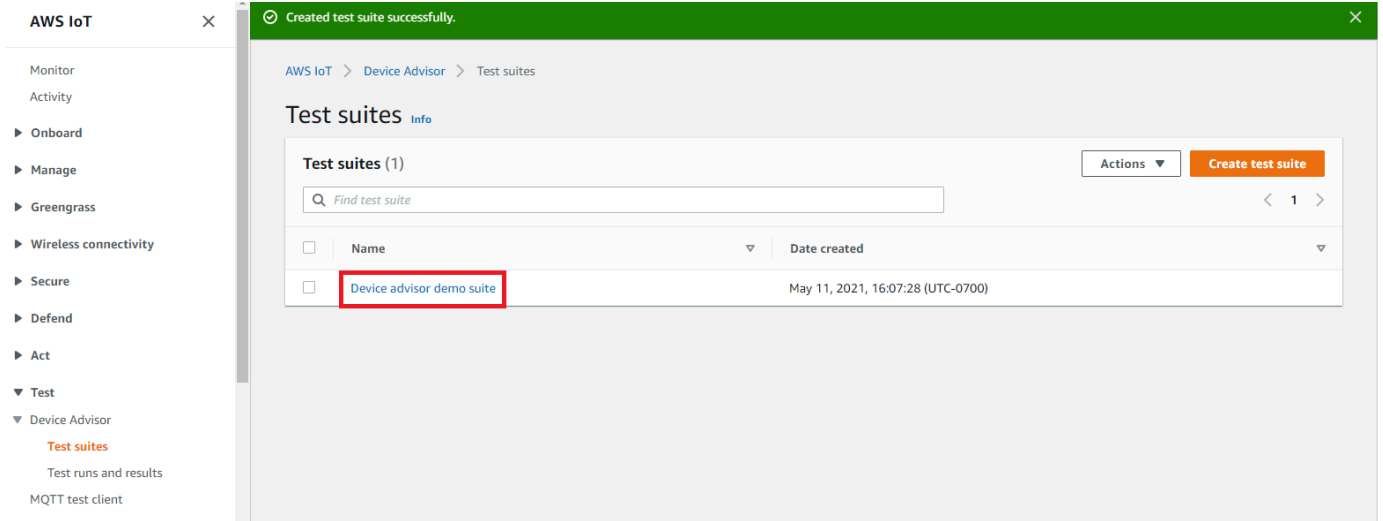 AWS IoT
Monitor
Activity
Onboard
Manage
Greengrass
Wireless connectivity
Secure
Defend
Act
Test
Device Advisor
Test suites
Test runs and results
MQTT test client
Created test suite successfully.
AWS IoT > Device Advisor > Test suites
Test suites Info
Test suites (1)
Actions
Create test suite
Find test suite
1
Name Date created
Device advisor demo suite May 11, 2021, 16:07:28 (UTC-0700)